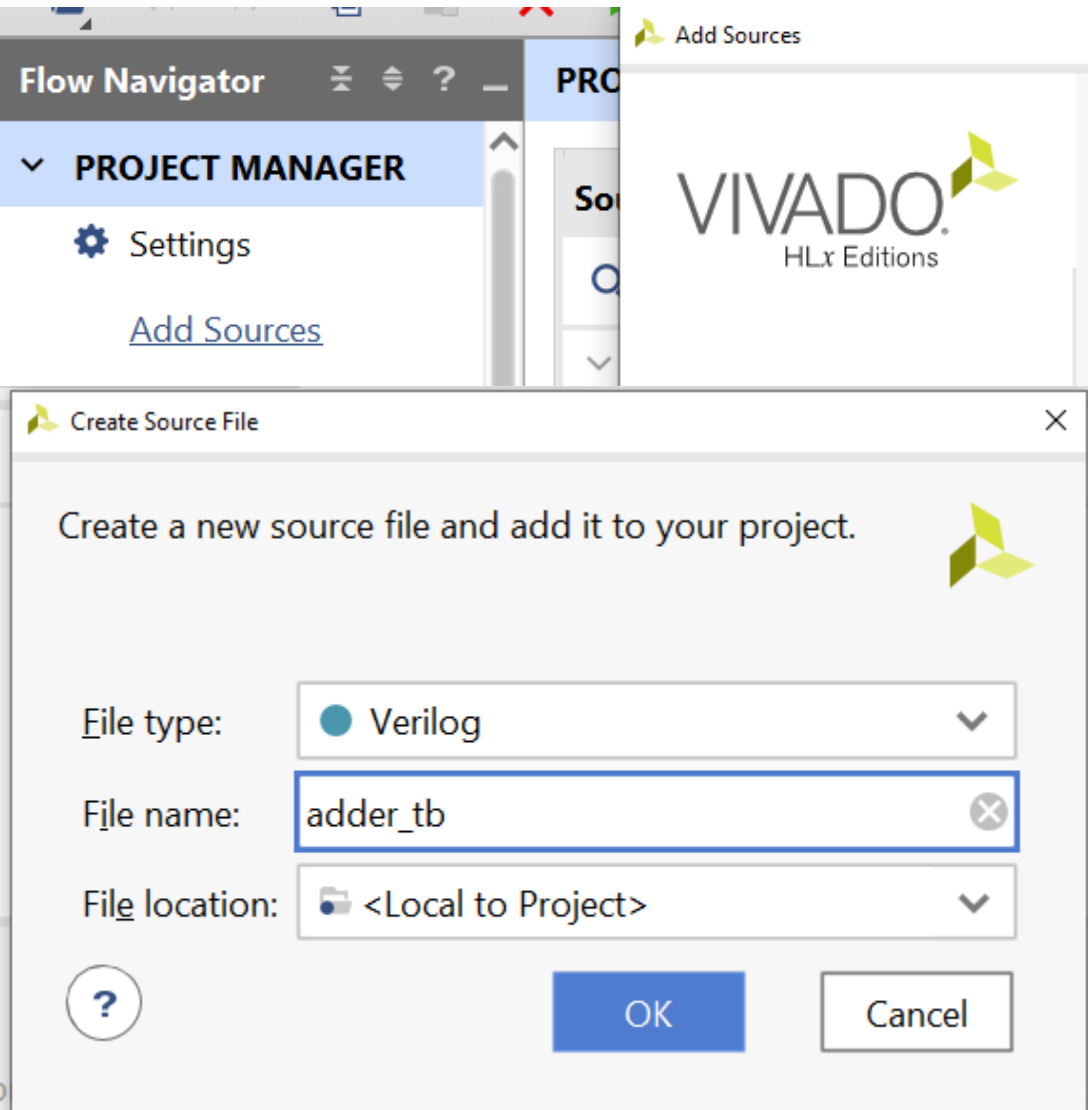 Flow Navigator ?
PRO
PROJECT MANAGER
Sou
Settings
Add Sources
Add Sources
VIVADO.
HLx Editions
Create Source File
Create a new source file and add it to your project.
File type: Verilog
File name: adder_tb
File location: <Local to Project>
? OK Cancel